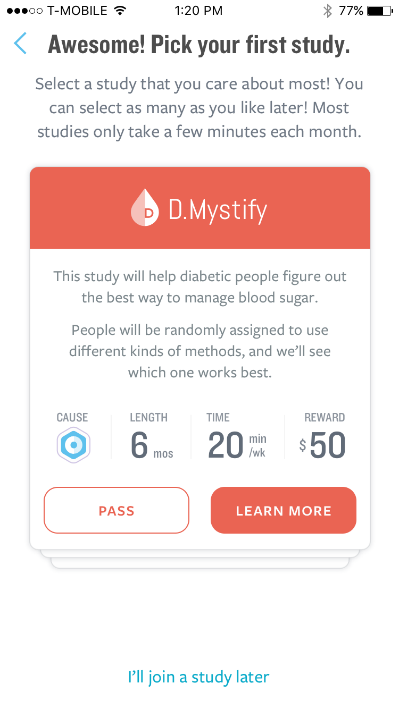 T-MOBILE 1:20 PM 77%
Awesome! Pick your first study.
Select a study that you care about most! You
can select as many as you like later! Most
studies only take a few minutes each month.
D D.Mystify
This study will help diabetic people figure out
the best way to manage blood sugar.
People will be randomly assigned to use
different kinds of methods, and we'll see
which one works best.
CAUSE LENGTH TIME REWARD
6 mos 20 min /wk $50
PASS LEARN MORE
I'll join a study later